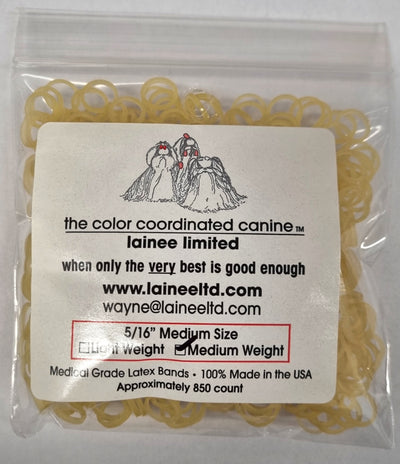 the color coordinated canine™
lainee limited
when only the very best is good enough
www.laineeltd.com
wayne@laineeltd.com
5/16" Medium Size
Light Weight Medium Weight
Medical Grade Latex Bands • 100% Made in the USA
Approximately 850 count